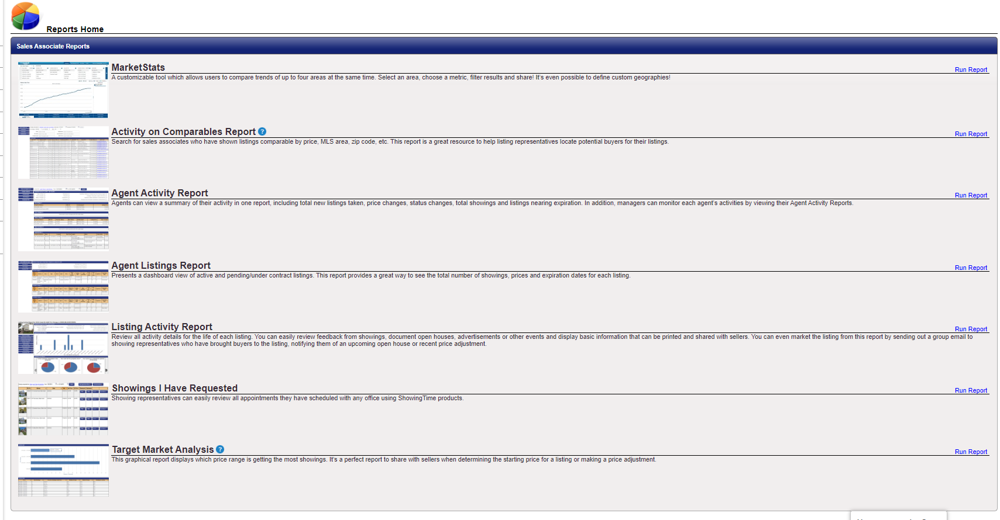 Reports Home
Sales Associate Reports
MarketStats
Run Report
A customizable tool which allows users to compare trends of up to four areas at the same time. Select an area, choose a metric, filter results and share! It's even possible to define custom geographies!
Activity on Comparables Report ?
Run Report
Search for sales associates who have shown listings comparable by price, MLS area, zip code, etc. This report is a great resource to help listing representatives locate potential buyers for their listings.
Agent Activity Report
Run Report
Agents can view a summary of their activity in one report, including total new listings taken, price changes, status changes, total showings and listings nearing expiration. In addition, managers can monitor each agent's activities by viewing their Agent Activity Reports.
Agent Listings Report
Run Report
Presents a dashboard view of active and pending/under contract listings. This report provides a great way to see the total number of showings, prices and expiration dates for each listing.
Listing Activity Report
Run Report
Review all activity details for the life of each listing. You can easily review feedback from showings, document open houses, advertisements or other events and display basic information that can be printed and shared with sellers. You can even market the listing from this report by sending out a group email to
showing representatives who have brought buyers to the listing, notifying them of an upcoming open house or recent price adjustment.
Showings I Have Requested
Run Report
Showing representatives can easily review all appointments they have scheduled with any office using ShowingTime products.
Target Market Analysis ?
Run Report
This graphical report displays which price range is getting the most showings. It's a perfect report to share with sellers when determining the starting price for a listing or making a price adjustment.